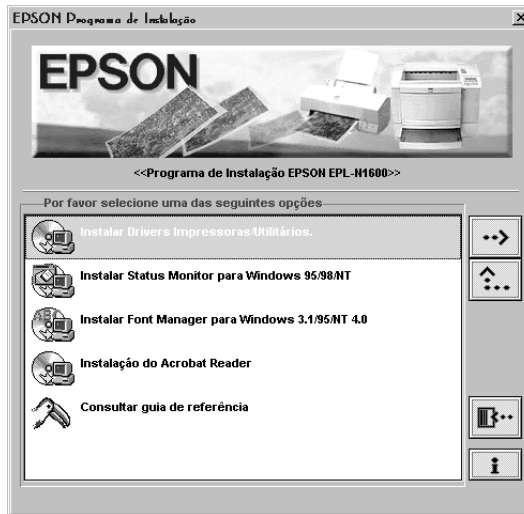 EPSON Programa de Instalação
EPSON
<<Programa de Instalação EPSON EPL-N1600>>
Por favor selecione uma das seguintes opções
Instalar Drivers Impressoras/Utilitários.
Instalar Status Monitor para Windows 95/98/NT
Instalar Font Manager para Windows 3.1/95/NT 4.0
Instalação do Acrobat Reader
Consultar guia de referência